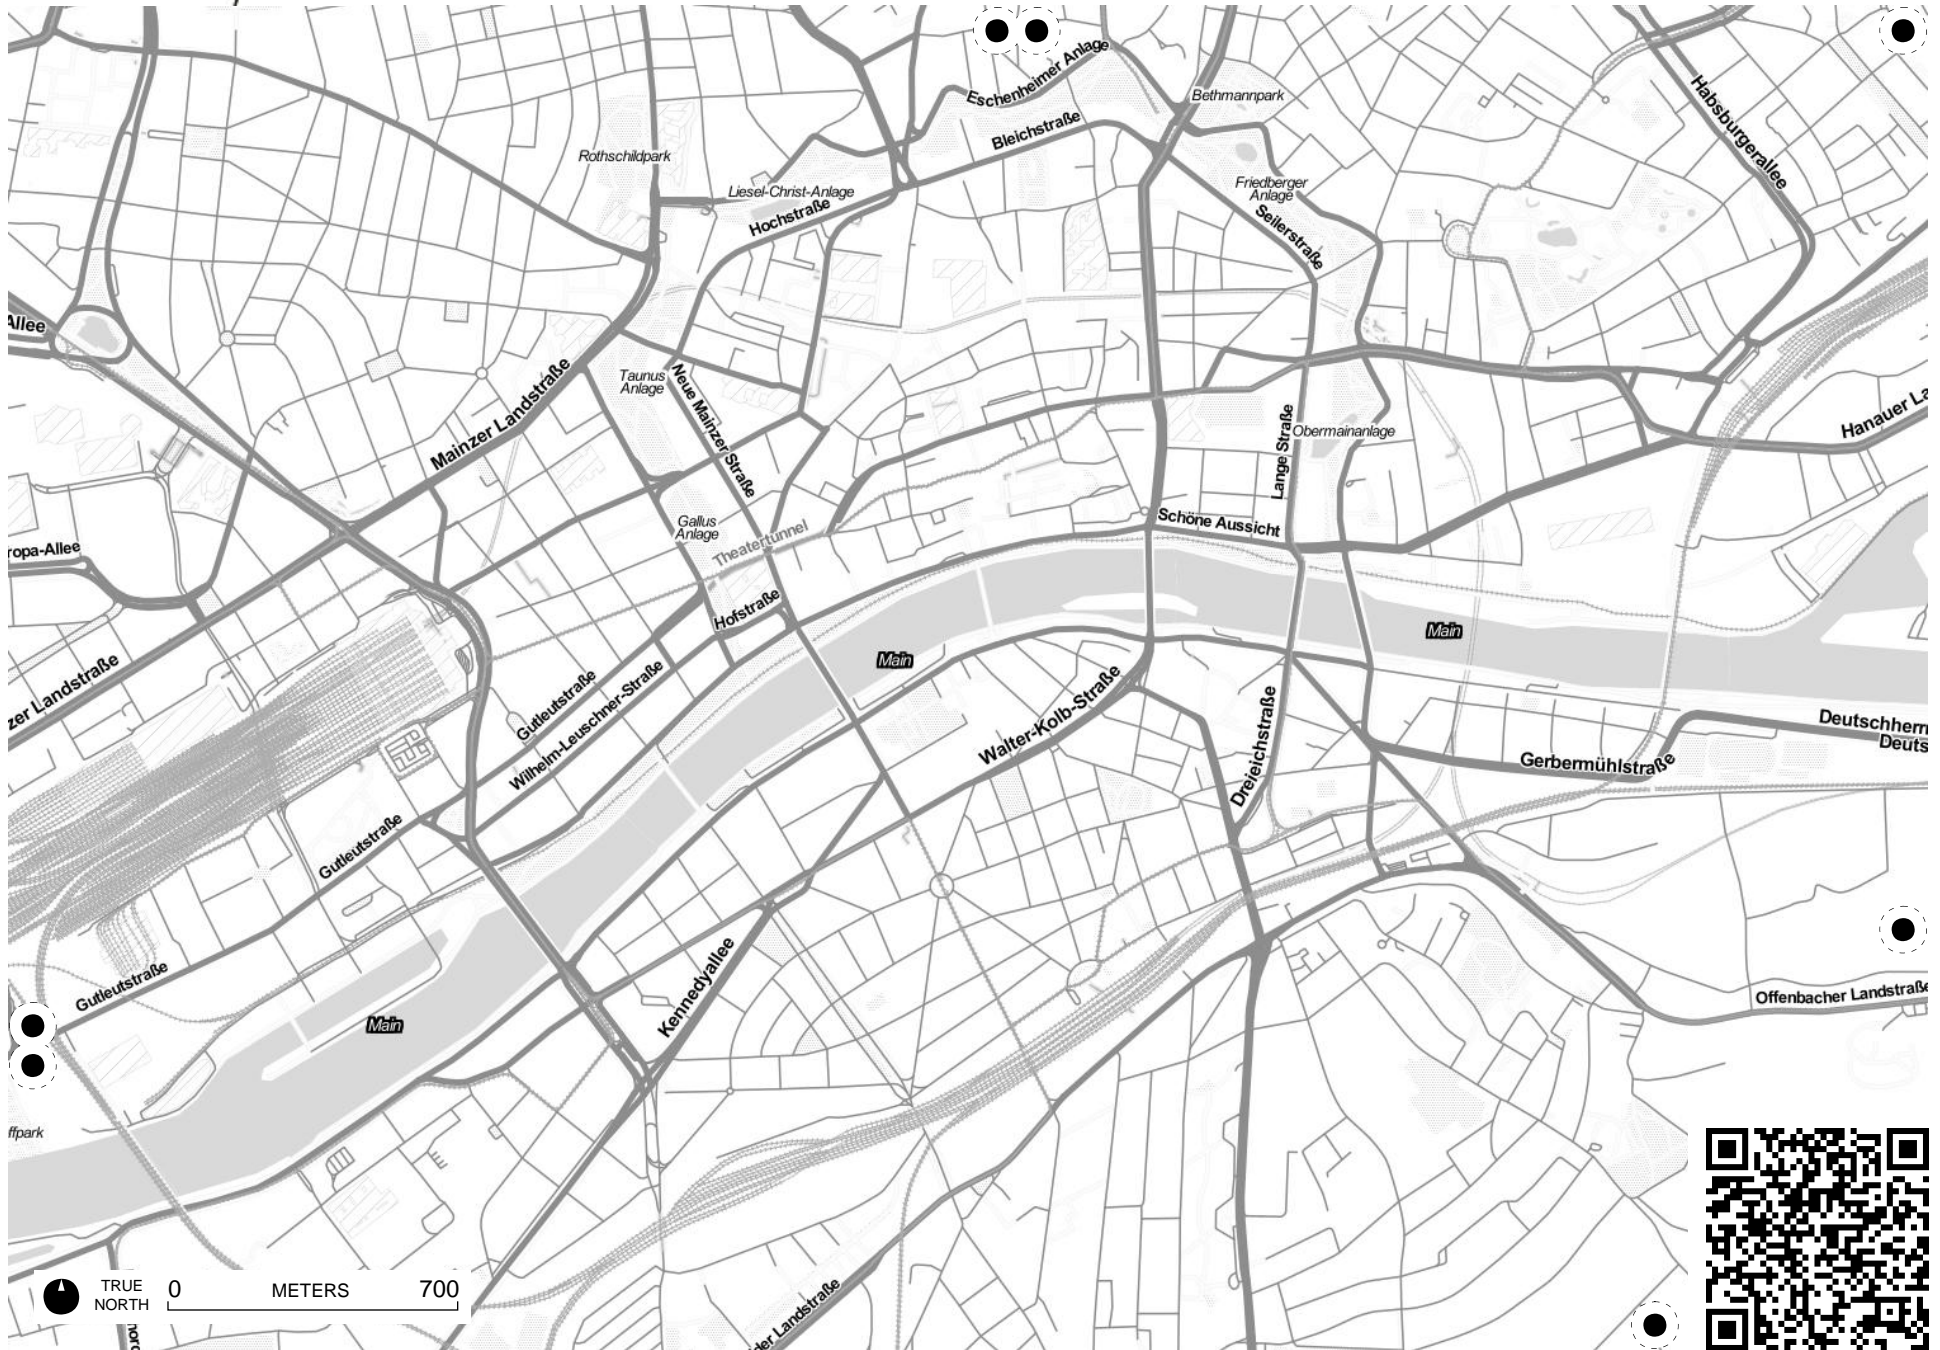 Eschenheimer Anlage
Bethmannpark
Habsburgerallee
Bleichstraße
Rothschildpark
Liesel-Christ-Anlage
Hochstraße
Friedberger
Anlage
Seilerstraße
Allee
Taunus
Anlage
Neue Mainzer Straße
Mainzer Landstraße
Lange Straße
Obermainanlage
Hanauer La
Gallus
Anlage
Theatertunnel
Schöne Aussicht
ropa-Allee
Hofstraße
Main
Main
zer Landstraße
Gutleutstraße
Wilhelm-Leuschner-Straße
Walter-Kolb-Straße
Dreieichstraße
Deutschherrn
Deuts
Gerbermühlstraße
Gutleutstraße
Gutleutstraße
Kennedyallee
Offenbacher Landstraße
Main
ffpark
TRUE
NORTH
0 METERS 700
der Landstraße